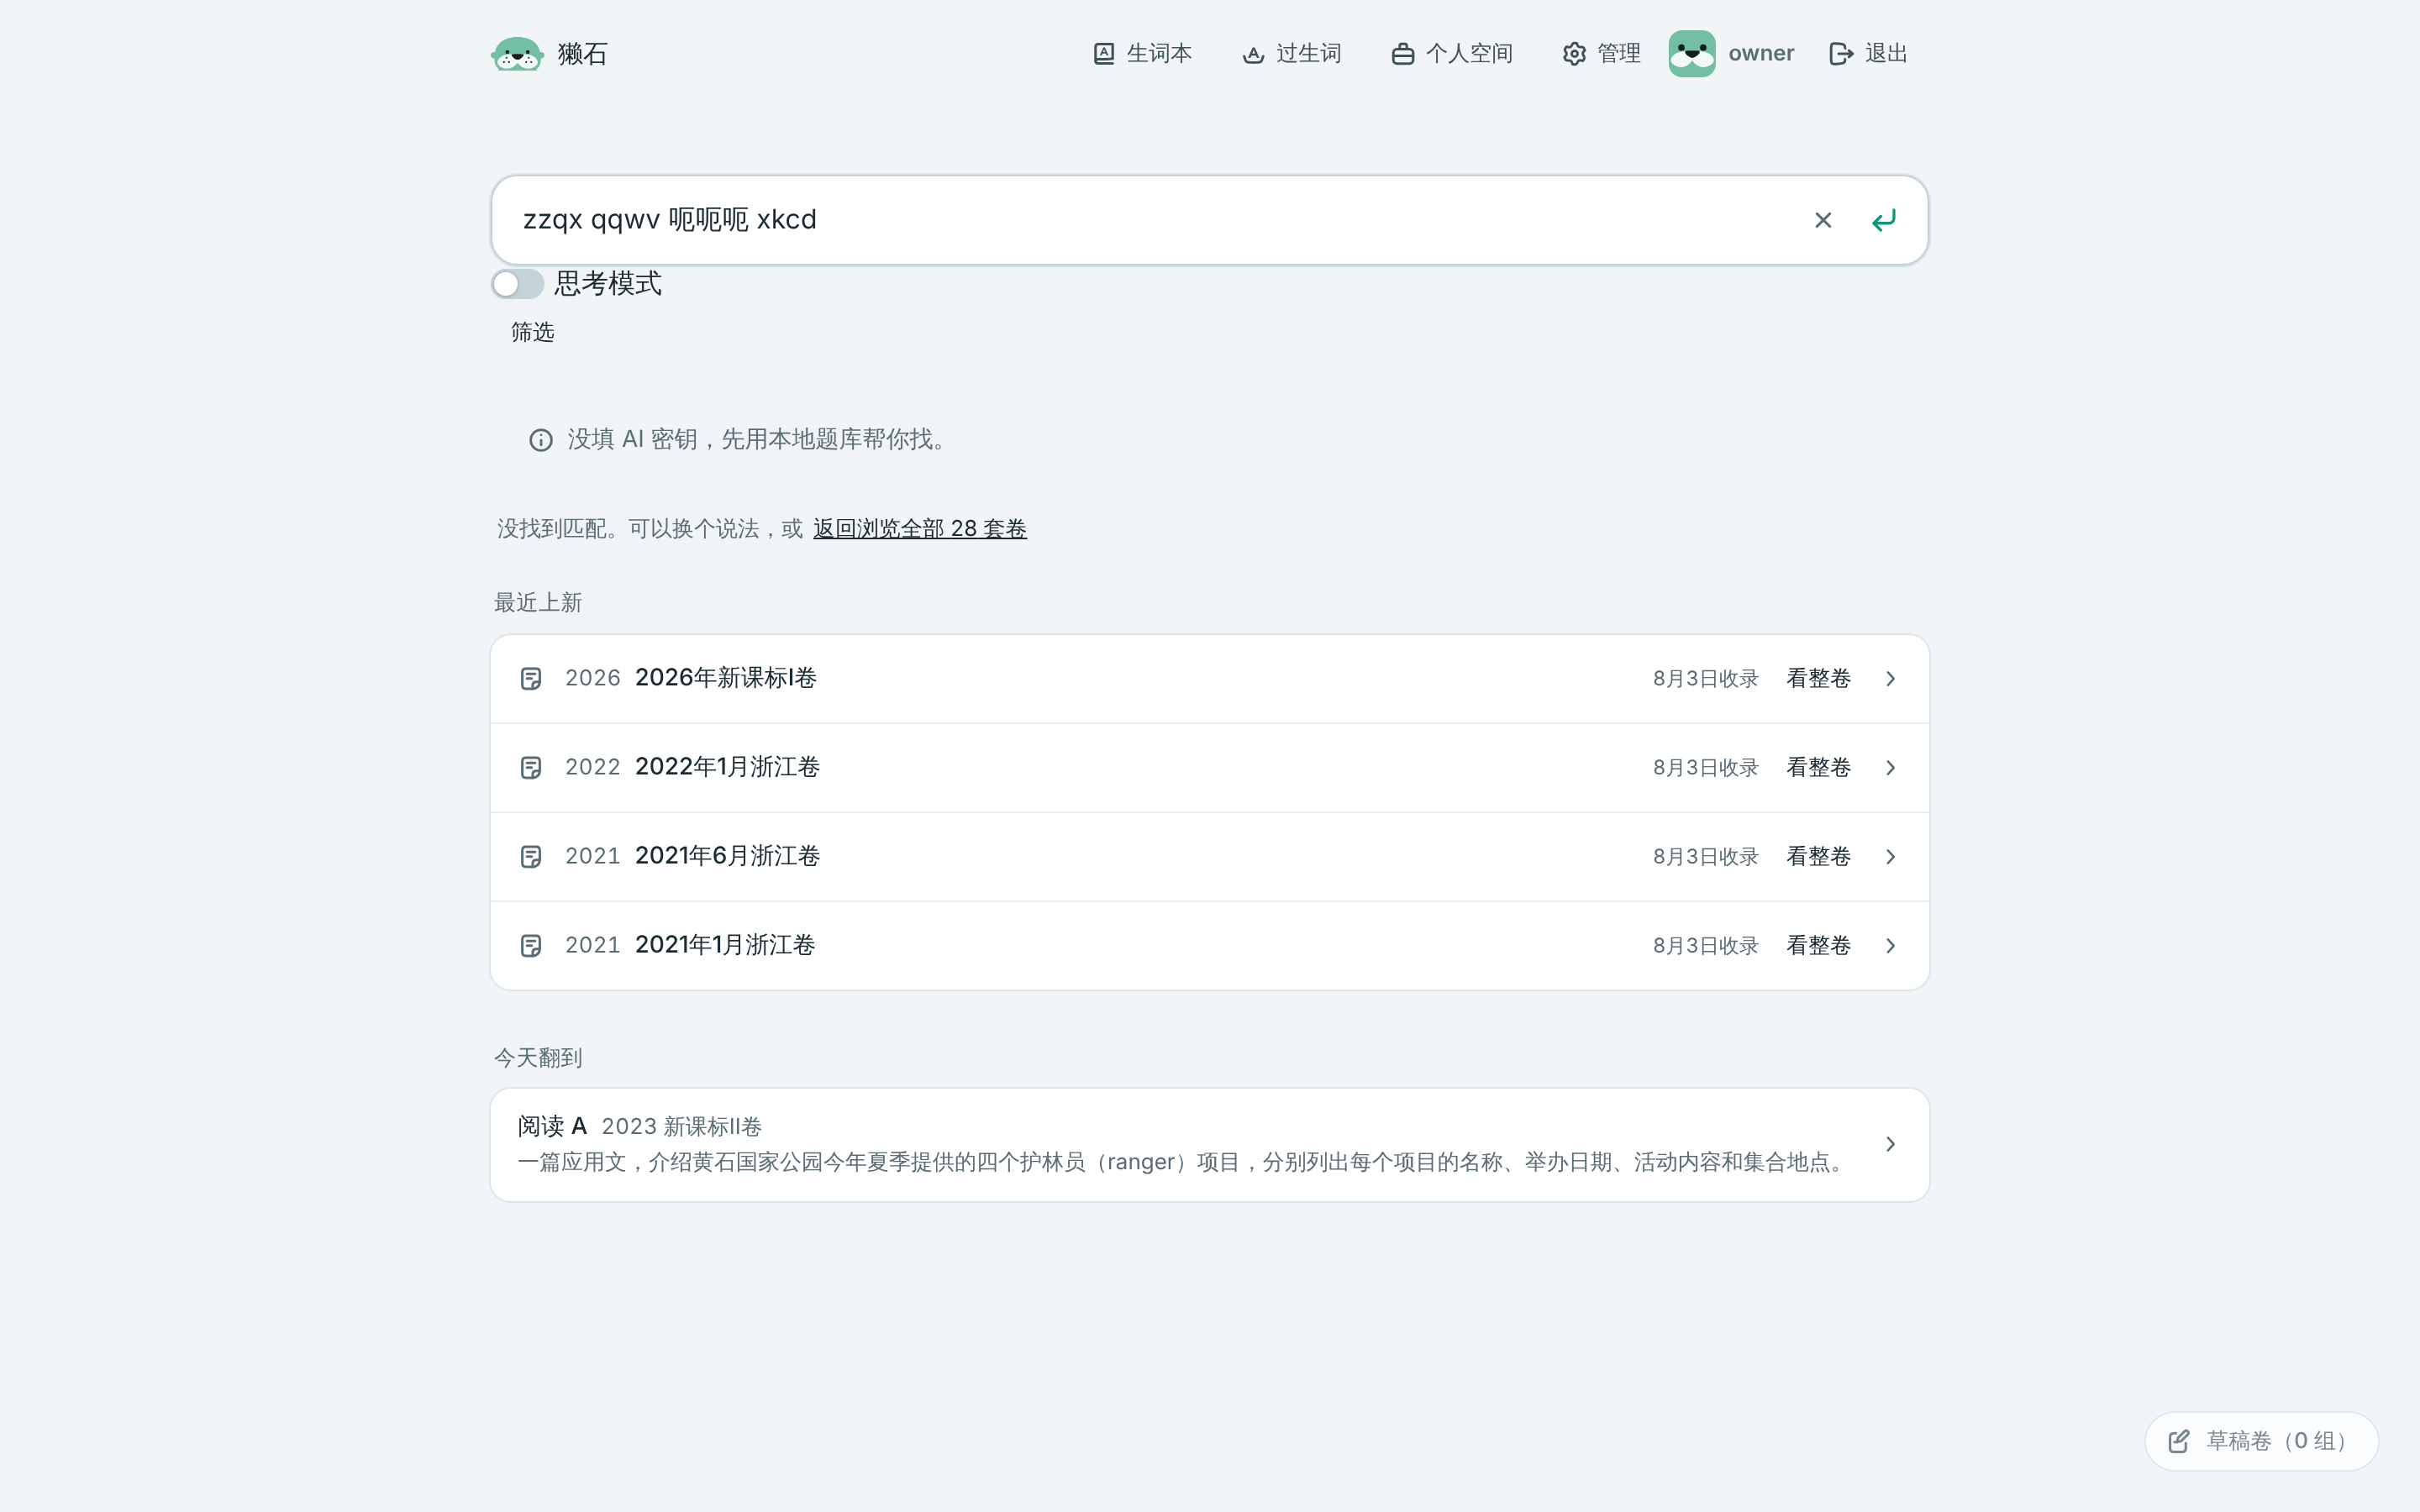 獭石
生词本 过生词 个人空间 管理 owner 退出
zzqx qqwv 呃呃呃 xkcd
思考模式
筛选
没填 AI 密钥，先用本地题库帮你找。
没找到匹配。可以换个说法，或 返回浏览全部 28 套卷
最近上新
2026 2026年新课标I卷 8月3日收录 看整卷
2022 2022年1月浙江卷 8月3日收录 看整卷
2021 2021年6月浙江卷 8月3日收录 看整卷
2021 2021年1月浙江卷 8月3日收录 看整卷
今天翻到
阅读 A 2023 新课标II卷
一篇应用文，介绍黄石国家公园今年夏季提供的四个护林员（ranger）项目，分别列出每个项目的名称、举办日期、活动内容和集合地点。
草稿卷（0 组）